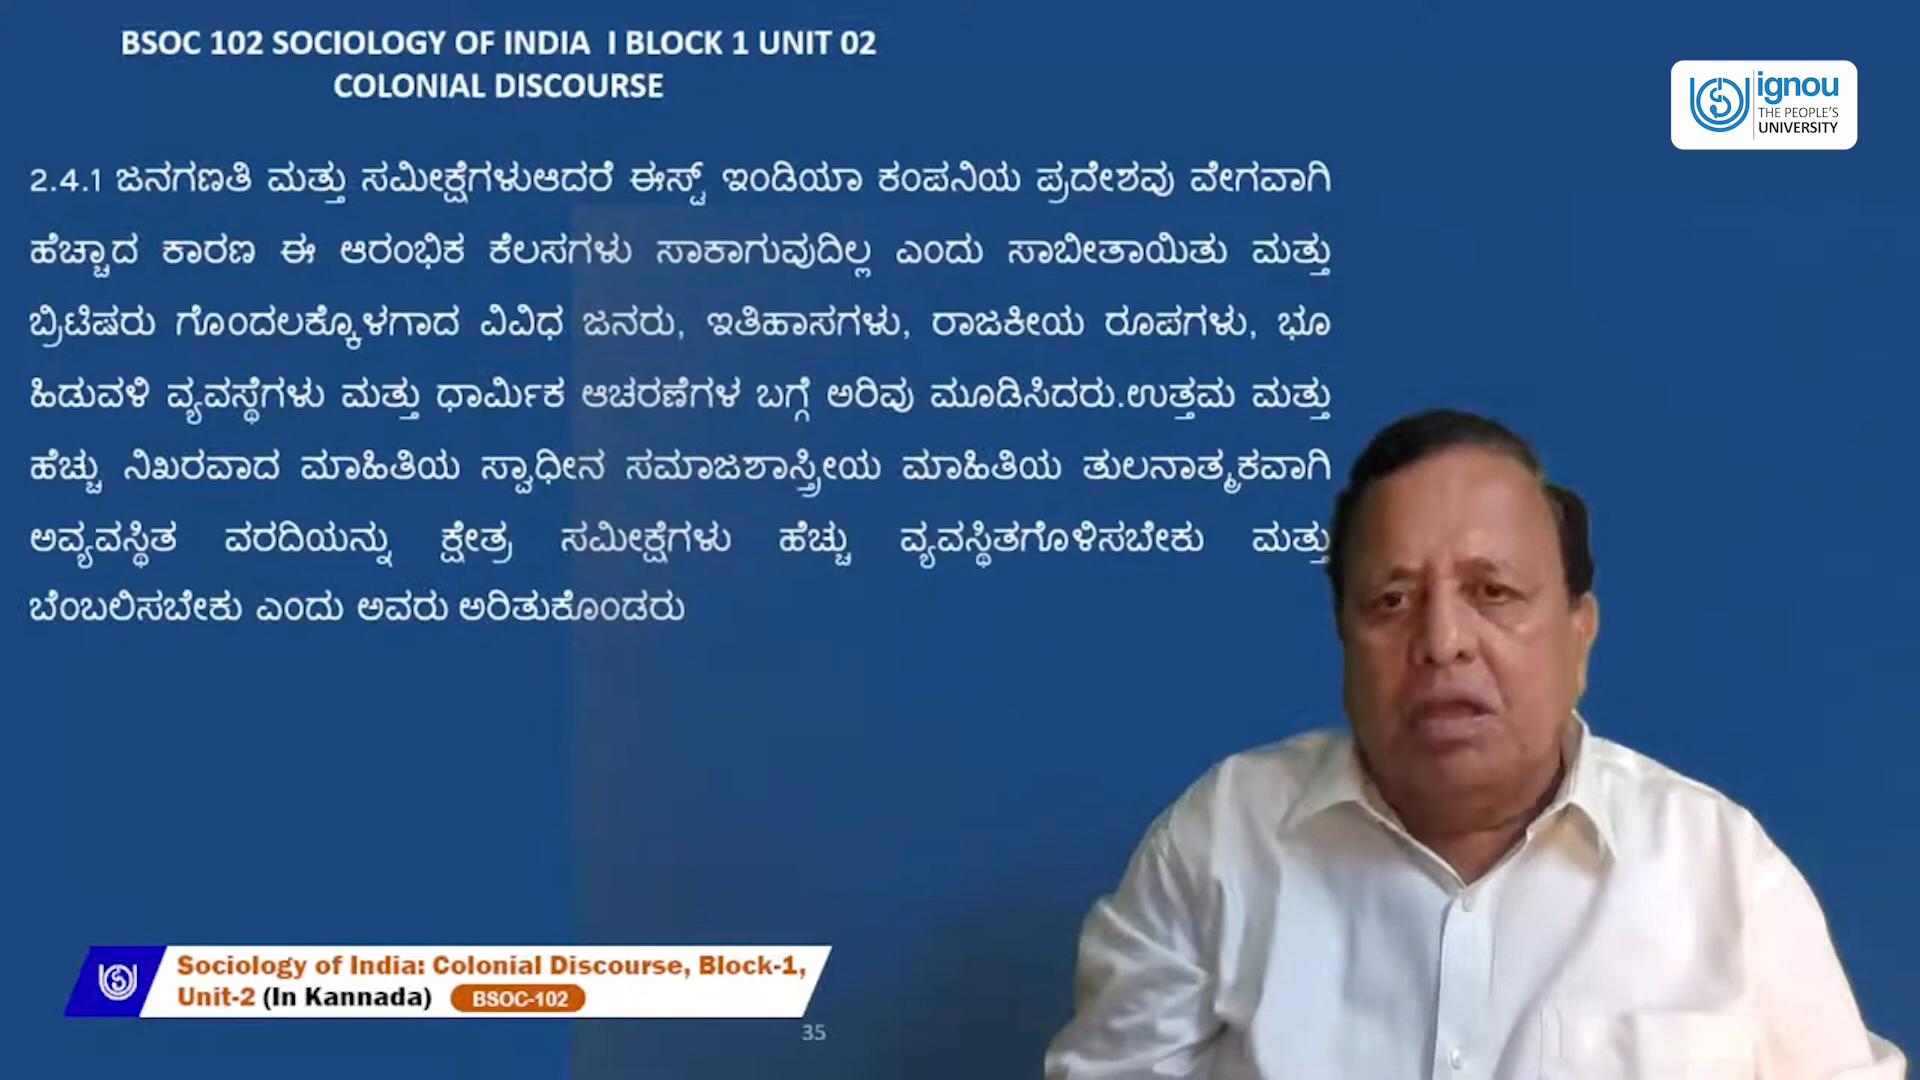 BSOC 102 SOCIOLOGY OF INDIA I BLOCK 1 UNIT 02
COLONIAL DISCOURSE
ignou
THE PEOPLE'S
UNIVERSITY
2.4.1 ಜನಗಣತಿ ಮತ್ತು ಸಮೀಕ್ಷೆಗಳುಆದರೆ ಈಸ್ಟ್ ಇಂಡಿಯಾ ಕಂಪನಿಯ ಪ್ರದೇಶವು ವೇಗವಾಗಿ
ಹೆಚ್ಚಾದ ಕಾರಣ ಈ ಆರಂಭಿಕ ಕೆಲಸಗಳು ಸಾಕಾಗುವುದಿಲ್ಲ ಎಂದು ಸಾಬೀತಾಯಿತು ಮತ್ತು
ಬ್ರಿಟಿಷರು ಗೊಂದಲಕ್ಕೊಳಗಾದ ವಿವಿಧ ಜನರು, ಇತಿಹಾಸಗಳು, ರಾಜಕೀಯ ರೂಪಗಳು, ಭೂ
ಹಿಡುವಳಿ ವ್ಯವಸ್ಥೆಗಳು ಮತ್ತು ಧಾರ್ಮಿಕ ಆಚರಣೆಗಳ ಬಗ್ಗೆ ಅರಿವು ಮೂಡಿಸಿದರು.ಉತ್ತಮ ಮತ್ತು
ಹೆಚ್ಚು ನಿಖರವಾದ ಮಾಹಿತಿಯ ಸ್ವಾಧೀನ ಸಮಾಜಶಾಸ್ತ್ರೀಯ ಮಾಹಿತಿಯ ತುಲನಾತ್ಮಕವಾಗಿ
ಅವ್ಯವಸ್ಥಿತ ವರದಿಯನ್ನು ಕ್ಷೇತ್ರ ಸಮೀಕ್ಷೆಗಳು ಹೆಚ್ಚು ವ್ಯವಸ್ಥಿತಗೊಳಿಸಬೇಕು ಮತ್ತು
ಬೆಂಬಲಿಸಬೇಕು ಎಂದು ಅವರು ಅರಿತುಕೊಂಡರು
Sociology of India: Colonial Discourse, Block-1,
Unit-2 (In Kannada) BSOC-102
35